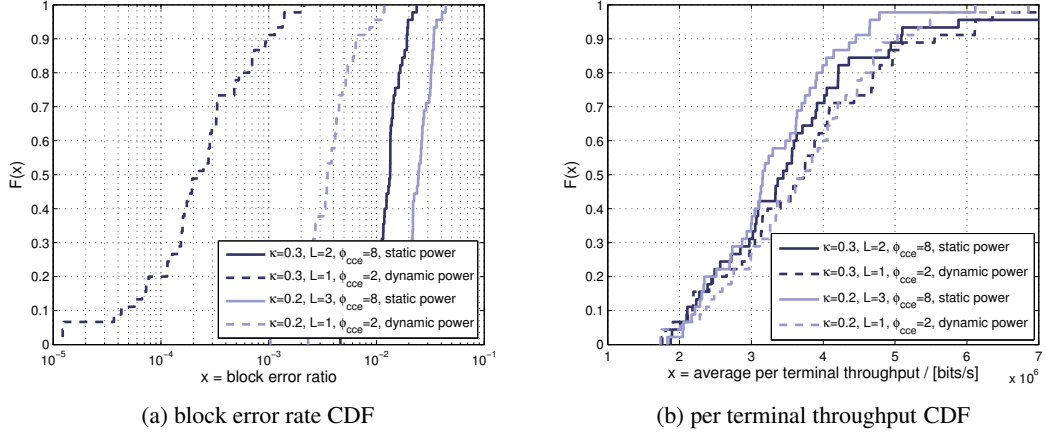 1
0.9
0.8
0.7
0.6
0.5
0.4
0.3
0.2
0.1
0
F(x)
κ=0.3, L=2, ϕcce=8, static power
κ=0.3, L=1, ϕcce=2, dynamic power
κ=0.2, L=3, ϕcce=8, static power
κ=0.2, L=1, ϕcce=2, dynamic power
10^-5 10^-4 10^-3 10^-2 10^-1
x = block error ratio
(a) block error rate CDF
1
0.9
0.8
0.7
0.6
0.5
0.4
0.3
0.2
0.1
0
F(x)
κ=0.3, L=2, ϕcce=8, static power
κ=0.3, L=1, ϕcce=2, dynamic power
κ=0.2, L=3, ϕcce=8, static power
κ=0.2, L=1, ϕcce=2, dynamic power
1 2 3 4 5 6 7
x = average per terminal throughput / [bits/s]
x 10^6
(b) per terminal throughput CDF